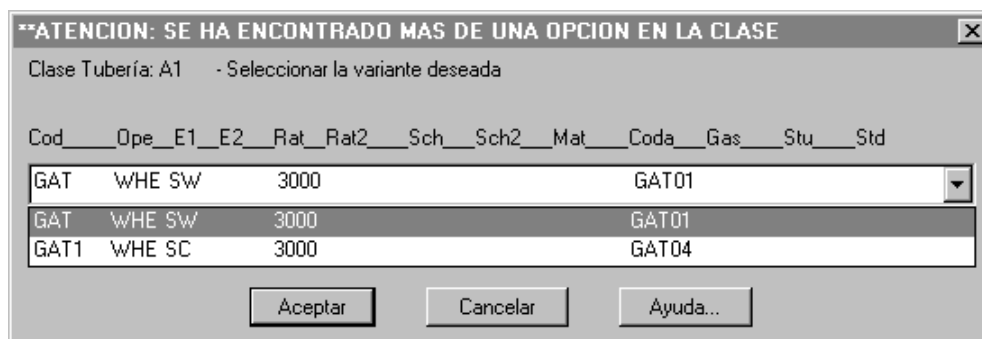 **ATENCION: SE HA ENCONTRADO MAS DE UNA OPCION EN LA CLASE
Clase Tubería: A1 - Seleccionar la variante deseada
Cod____Ope__E1__E2___Rat__Rat2____Sch___Sch2___Mat____Coda___Gas____Stu____Std
GAT WHE SW 3000 GAT01
GAT WHE SW 3000 GAT01
GAT1 WHE SC 3000 GAT04
Aceptar Cancelar Ayuda...